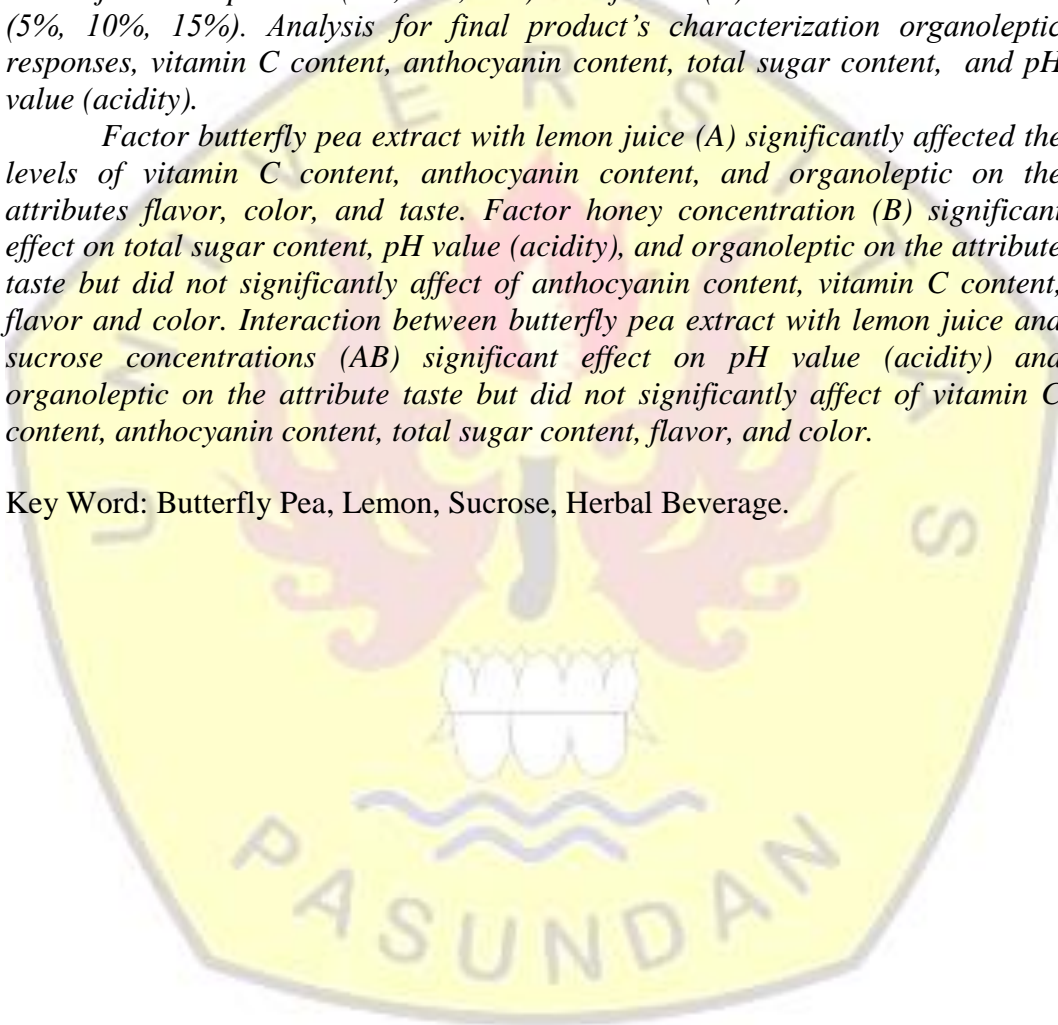 (5%, 10%, 15%). Analysis for final product's characterization organoleptic
responses, vitamin C content, anthocyanin content, total sugar content, and pH
value (acidity).
Factor butterfly pea extract with lemon juice (A) significantly affected the
levels of vitamin C content, anthocyanin content, and organoleptic on the
attributes flavor, color, and taste. Factor honey concentration (B) significant
effect on total sugar content, pH value (acidity), and organoleptic on the attribute
taste but did not significantly affect of anthocyanin content, vitamin C content,
flavor and color. Interaction between butterfly pea extract with lemon juice and
sucrose concentrations (AB) significant effect on pH value (acidity) and
organoleptic on the attribute taste but did not significantly affect of vitamin C
content, anthocyanin content, total sugar content, flavor, and color.
Key Word: Butterfly Pea, Lemon, Sucrose, Herbal Beverage.
UNIVERSITAS
PASUNDAN